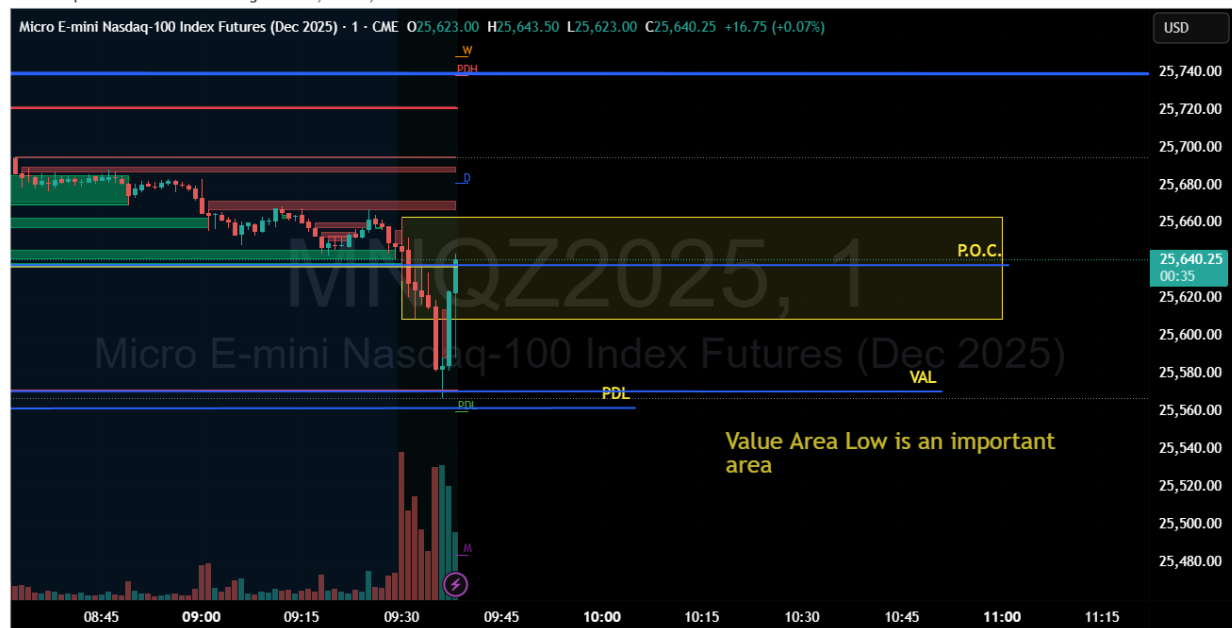 Micro E-mini Nasdaq-100 Index Futures (Dec 2025) · 1 · CME O25,623.00 H25,643.50 L25,623.00 C25,640.25 +16.75 (+0.07%)
USD
W
PDH
25,740.00
25,720.00
25,700.00
D
25,680.00
25,660.00
MNQZ2025, 1
P.O.C.
25,640.25
00:35
25,620.00
25,600.00
Micro E-mini Nasdaq-100 Index Futures (Dec 2025)
25,580.00
VAL
PDL
PDL
25,560.00
Value Area Low is an important
area
25,540.00
25,520.00
25,500.00
M
25,480.00
08:45 09:00 09:15 09:30 09:45 10:00 10:15 10:30 10:45 11:00 11:15